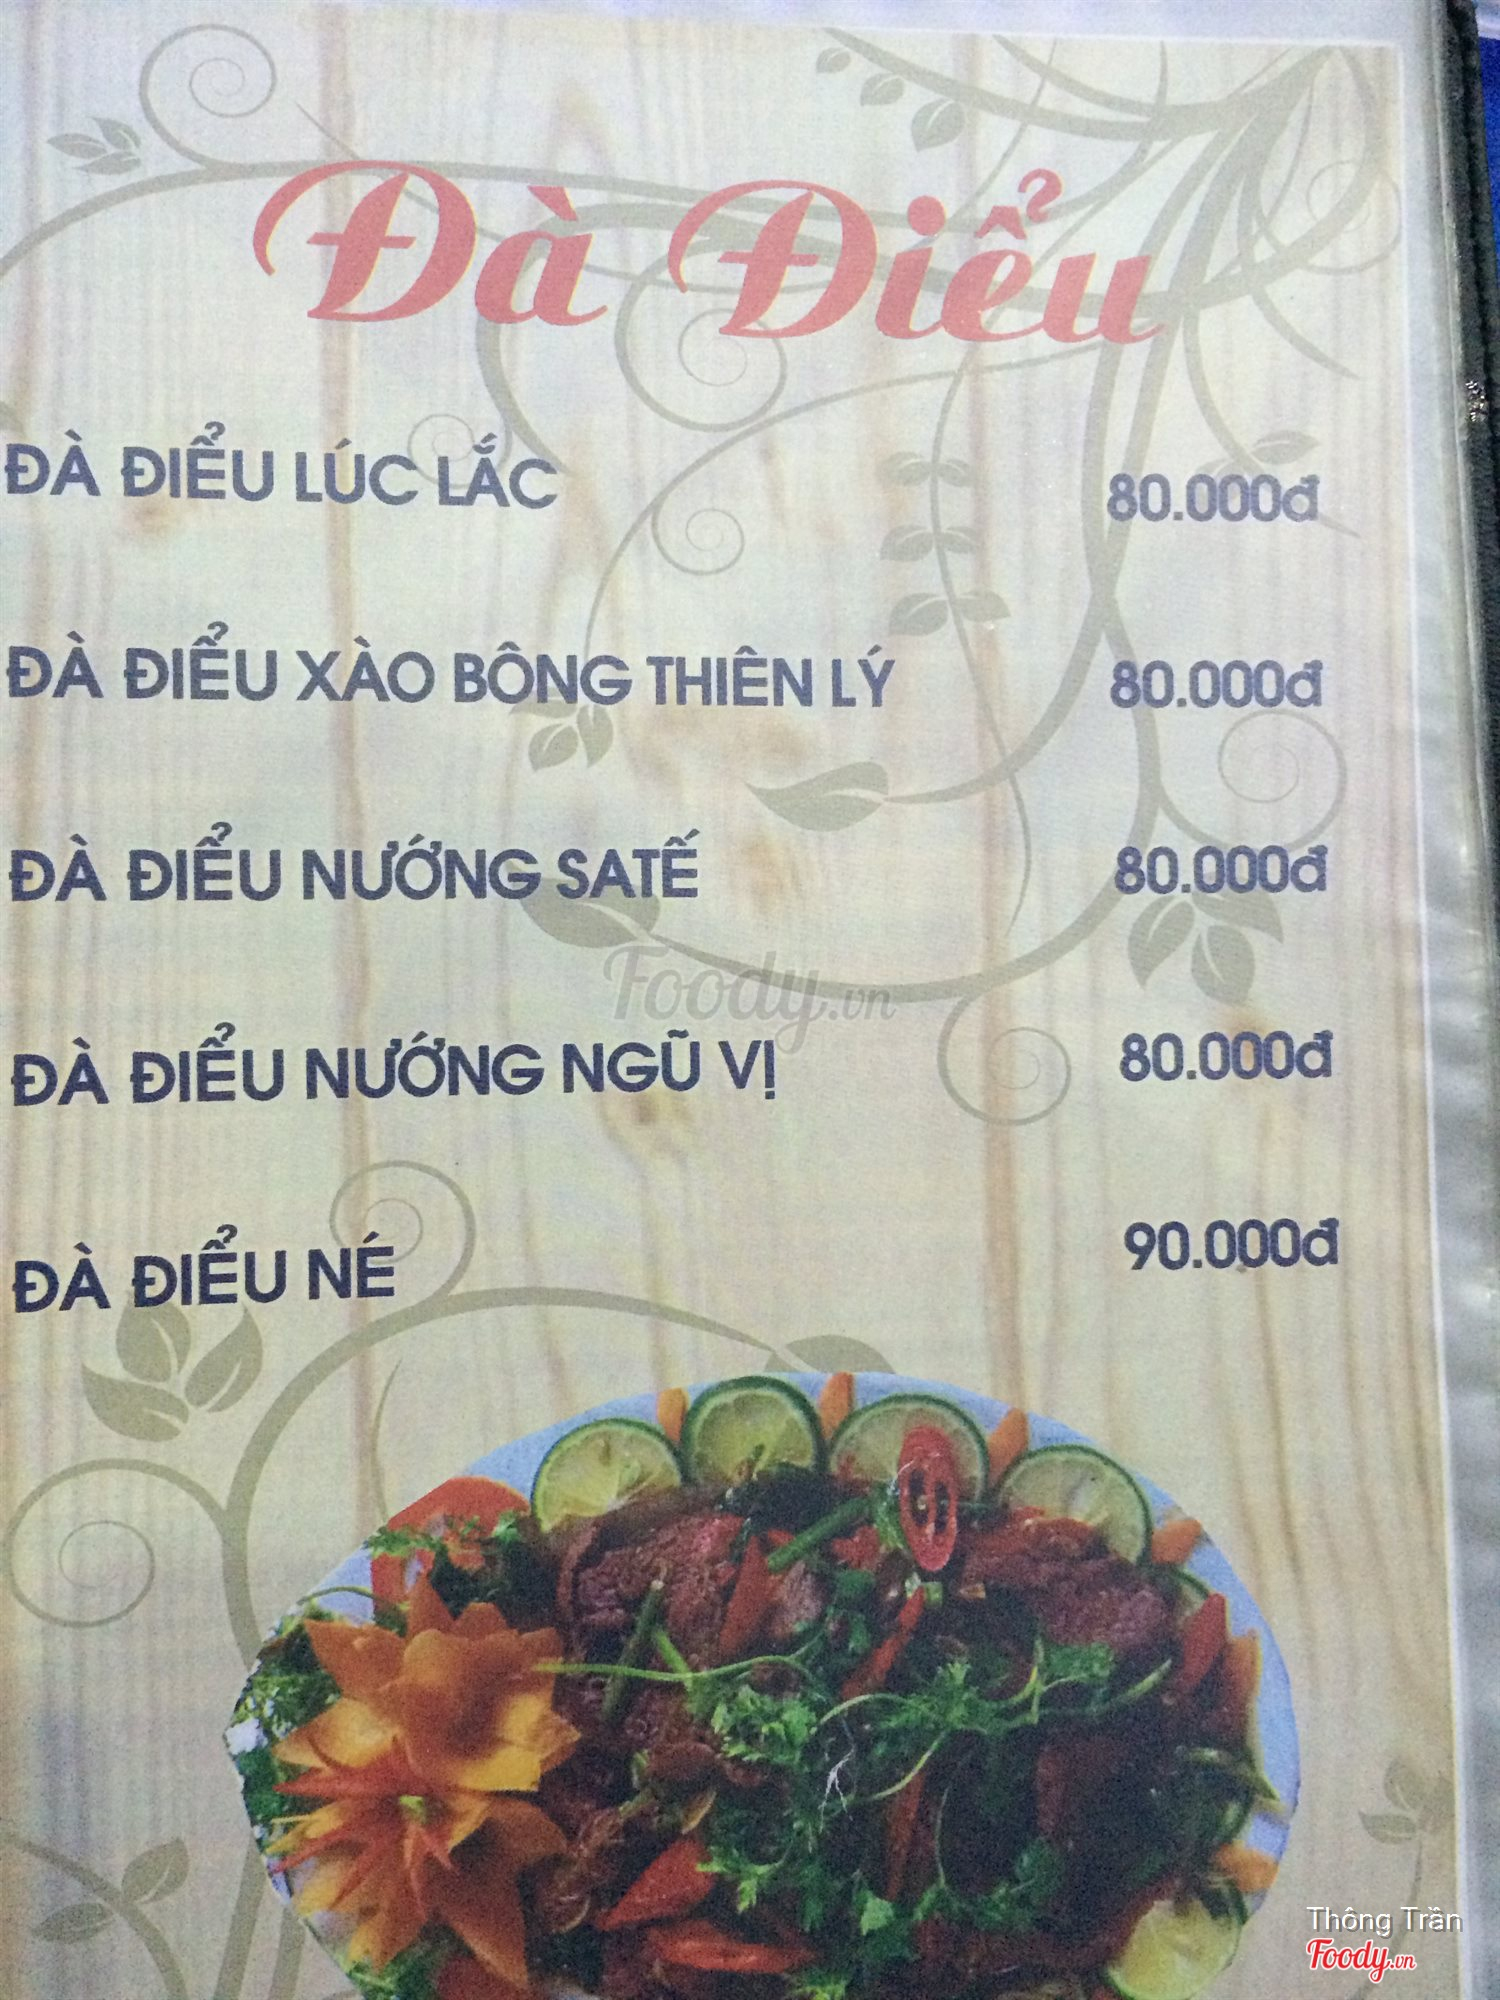 Đà Điểu
ĐÀ ĐIỂU LÚC LẮC 80.000đ
ĐÀ ĐIỂU XÀO BÔNG THIÊN LÝ 80.000đ
ĐÀ ĐIỂU NƯỚNG SATẾ 80.000đ
Foody.vn
ĐÀ ĐIỂU NƯỚNG NGŨ VỊ 80.000đ
ĐÀ ĐIỂU NÉ 90.000đ
Thông Trần
Foody.vn